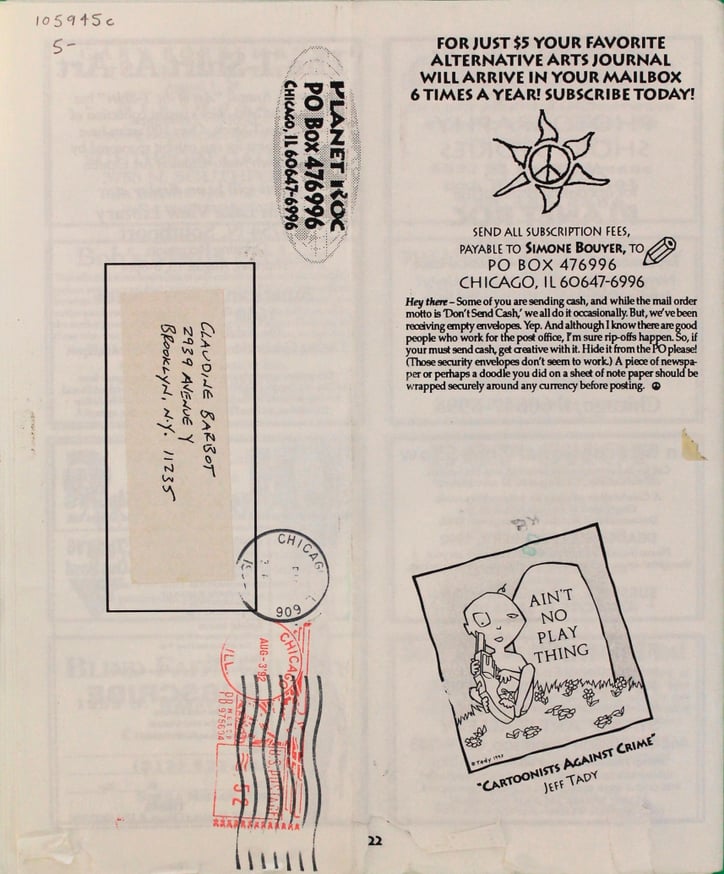 105945c
5-
PLANET ROC
PO BOX 476996
CHICAGO, IL 60647-6996
CLAUDINE BARBOT
2939 AVENUE Y
BROOKLYN, N.Y. 11235
CHICAG
606
CHICAGO
AUG-3'92
ILL
PB METER
U.S. POSTAGE
52
FOR JUST $5 YOUR FAVORITE
ALTERNATIVE ARTS JOURNAL
WILL ARRIVE IN YOUR MAILBOX
6 TIMES A YEAR! SUBSCRIBE TODAY!
SEND ALL SUBSCRIPTION FEES,
PAYABLE TO SIMONE BOUYER, TO
PO BOX 476996
CHICAGO, IL 60647-6996
Hey there – Some of you are sending cash, and while the mail order
motto is 'Don't Send Cash,' we all do it occasionally. But, we've been
receiving empty envelopes. Yep. And although I know there are good
people who work for the post office, I'm sure rip-offs happen. So, if
your must send cash, get creative with it. Hide it from the PO please!
(Those security envelopes don't seem to work.) A piece of newspa-
per or perhaps a doodle you did on a sheet of note paper should be
wrapped securely around any currency before posting.
AIN'T
NO
PLAY
THING
© Tady
"CARTOONISTS AGAINST CRIME"
JEFF TADY
22